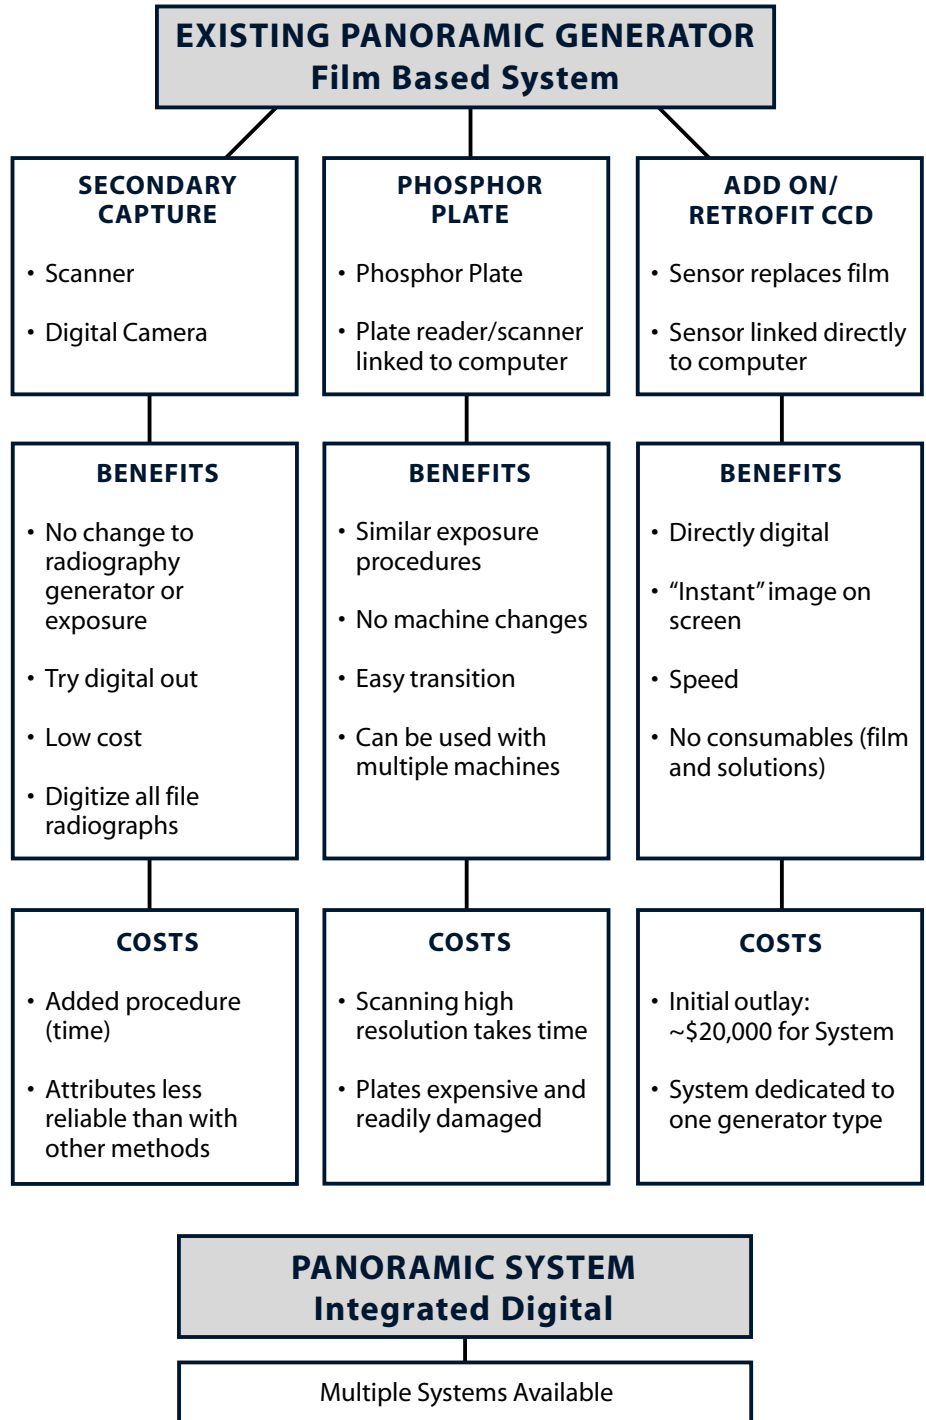 EXISTING PANORAMIC GENERATOR
Film Based System
SECONDARY
CAPTURE
• Scanner
• Digital Camera
PHOSPHOR
PLATE
• Phosphor Plate
• Plate reader/scanner
linked to computer
ADD ON/
RETROFIT CCD
• Sensor replaces film
• Sensor linked directly
to computer
BENEFITS
• No change to
radiography
generator or
exposure
• Try digital out
• Low cost
• Digitize all file
radiographs
BENEFITS
• Similar exposure
procedures
• No machine changes
• Easy transition
• Can be used with
multiple machines
BENEFITS
• Directly digital
• “Instant” image on
screen
• Speed
• No consumables (film
and solutions)
COSTS
• Added procedure
(time)
• Attributes less
reliable than with
other methods
COSTS
• Scanning high
resolution takes time
• Plates expensive and
readily damaged
COSTS
• Initial outlay:
~$20,000 for System
• System dedicated to
one generator type
PANORAMIC SYSTEM
Integrated Digital
Multiple Systems Available